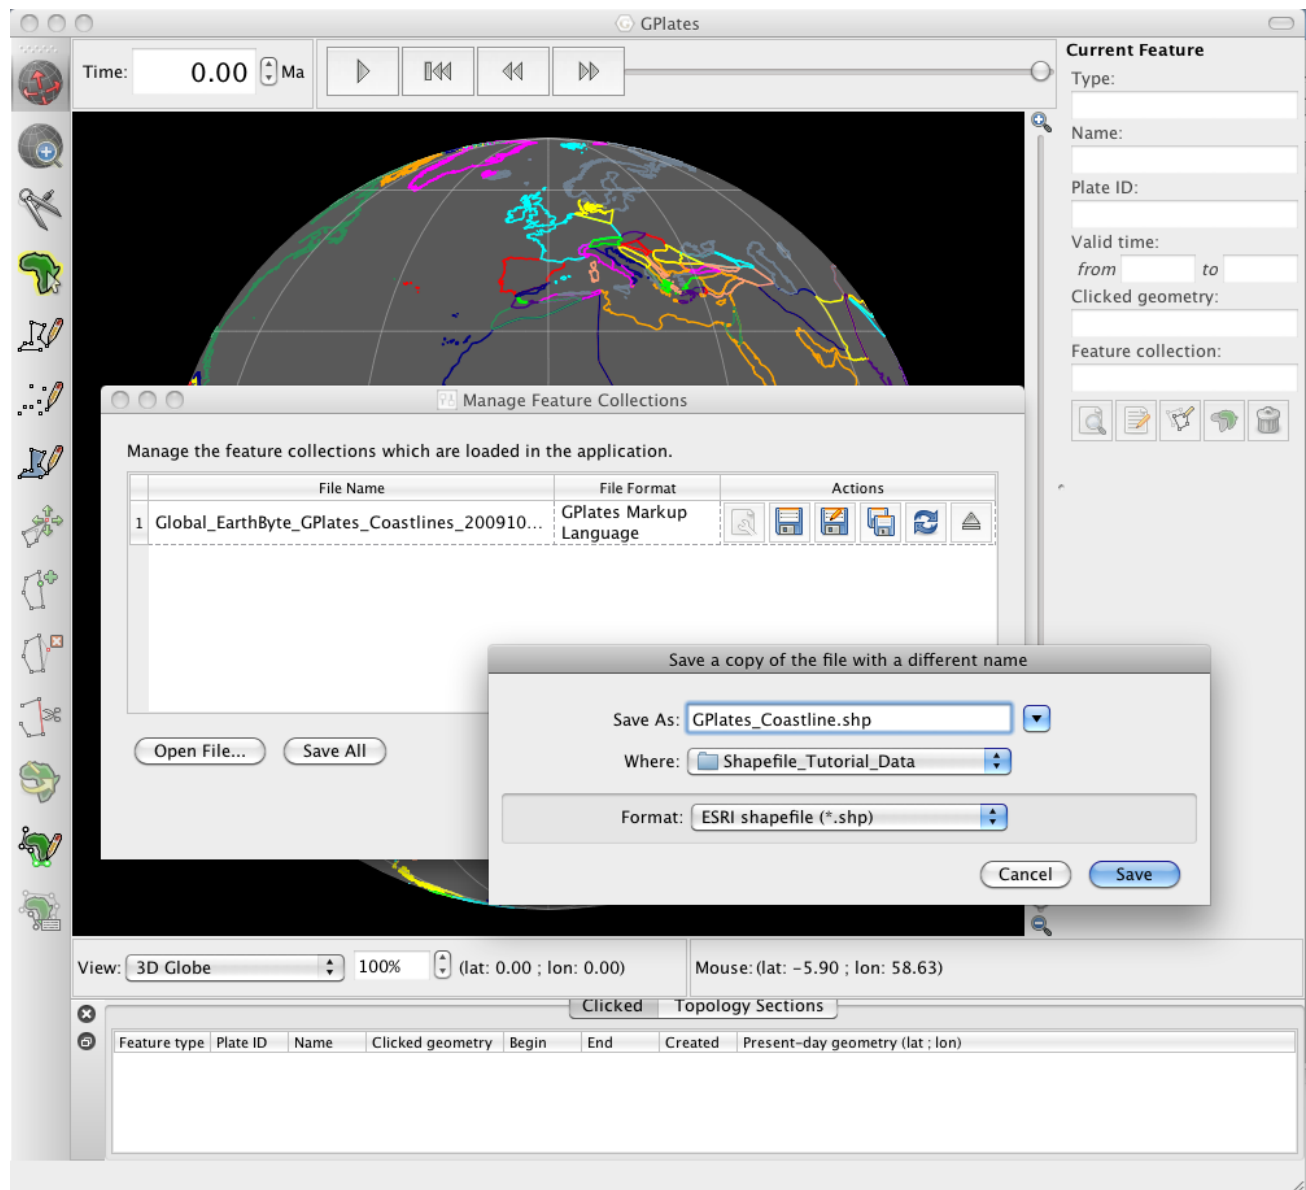 GPlates
Time: 0.00 Ma
Current Feature
Type:
Name:
Plate ID:
Valid time:
from to
Clicked geometry:
Feature collection:
Manage Feature Collections
Manage the feature collections which are loaded in the application.
File Name File Format Actions
1 Global_EarthByte_GPlates_Coastlines_200910... GPlates Markup
Language
Open File... Save All
Save a copy of the file with a different name
Save As: GPlates_Coastline.shp
Where: Shapefile_Tutorial_Data
Format: ESRI shapefile (*.shp)
Cancel Save
View: 3D Globe 100% (lat: 0.00 ; lon: 0.00) Mouse: (lat: -5.90 ; lon: 58.63)
Clicked Topology Sections
Feature type Plate ID Name Clicked geometry Begin End Created Present-day geometry (lat ; lon)